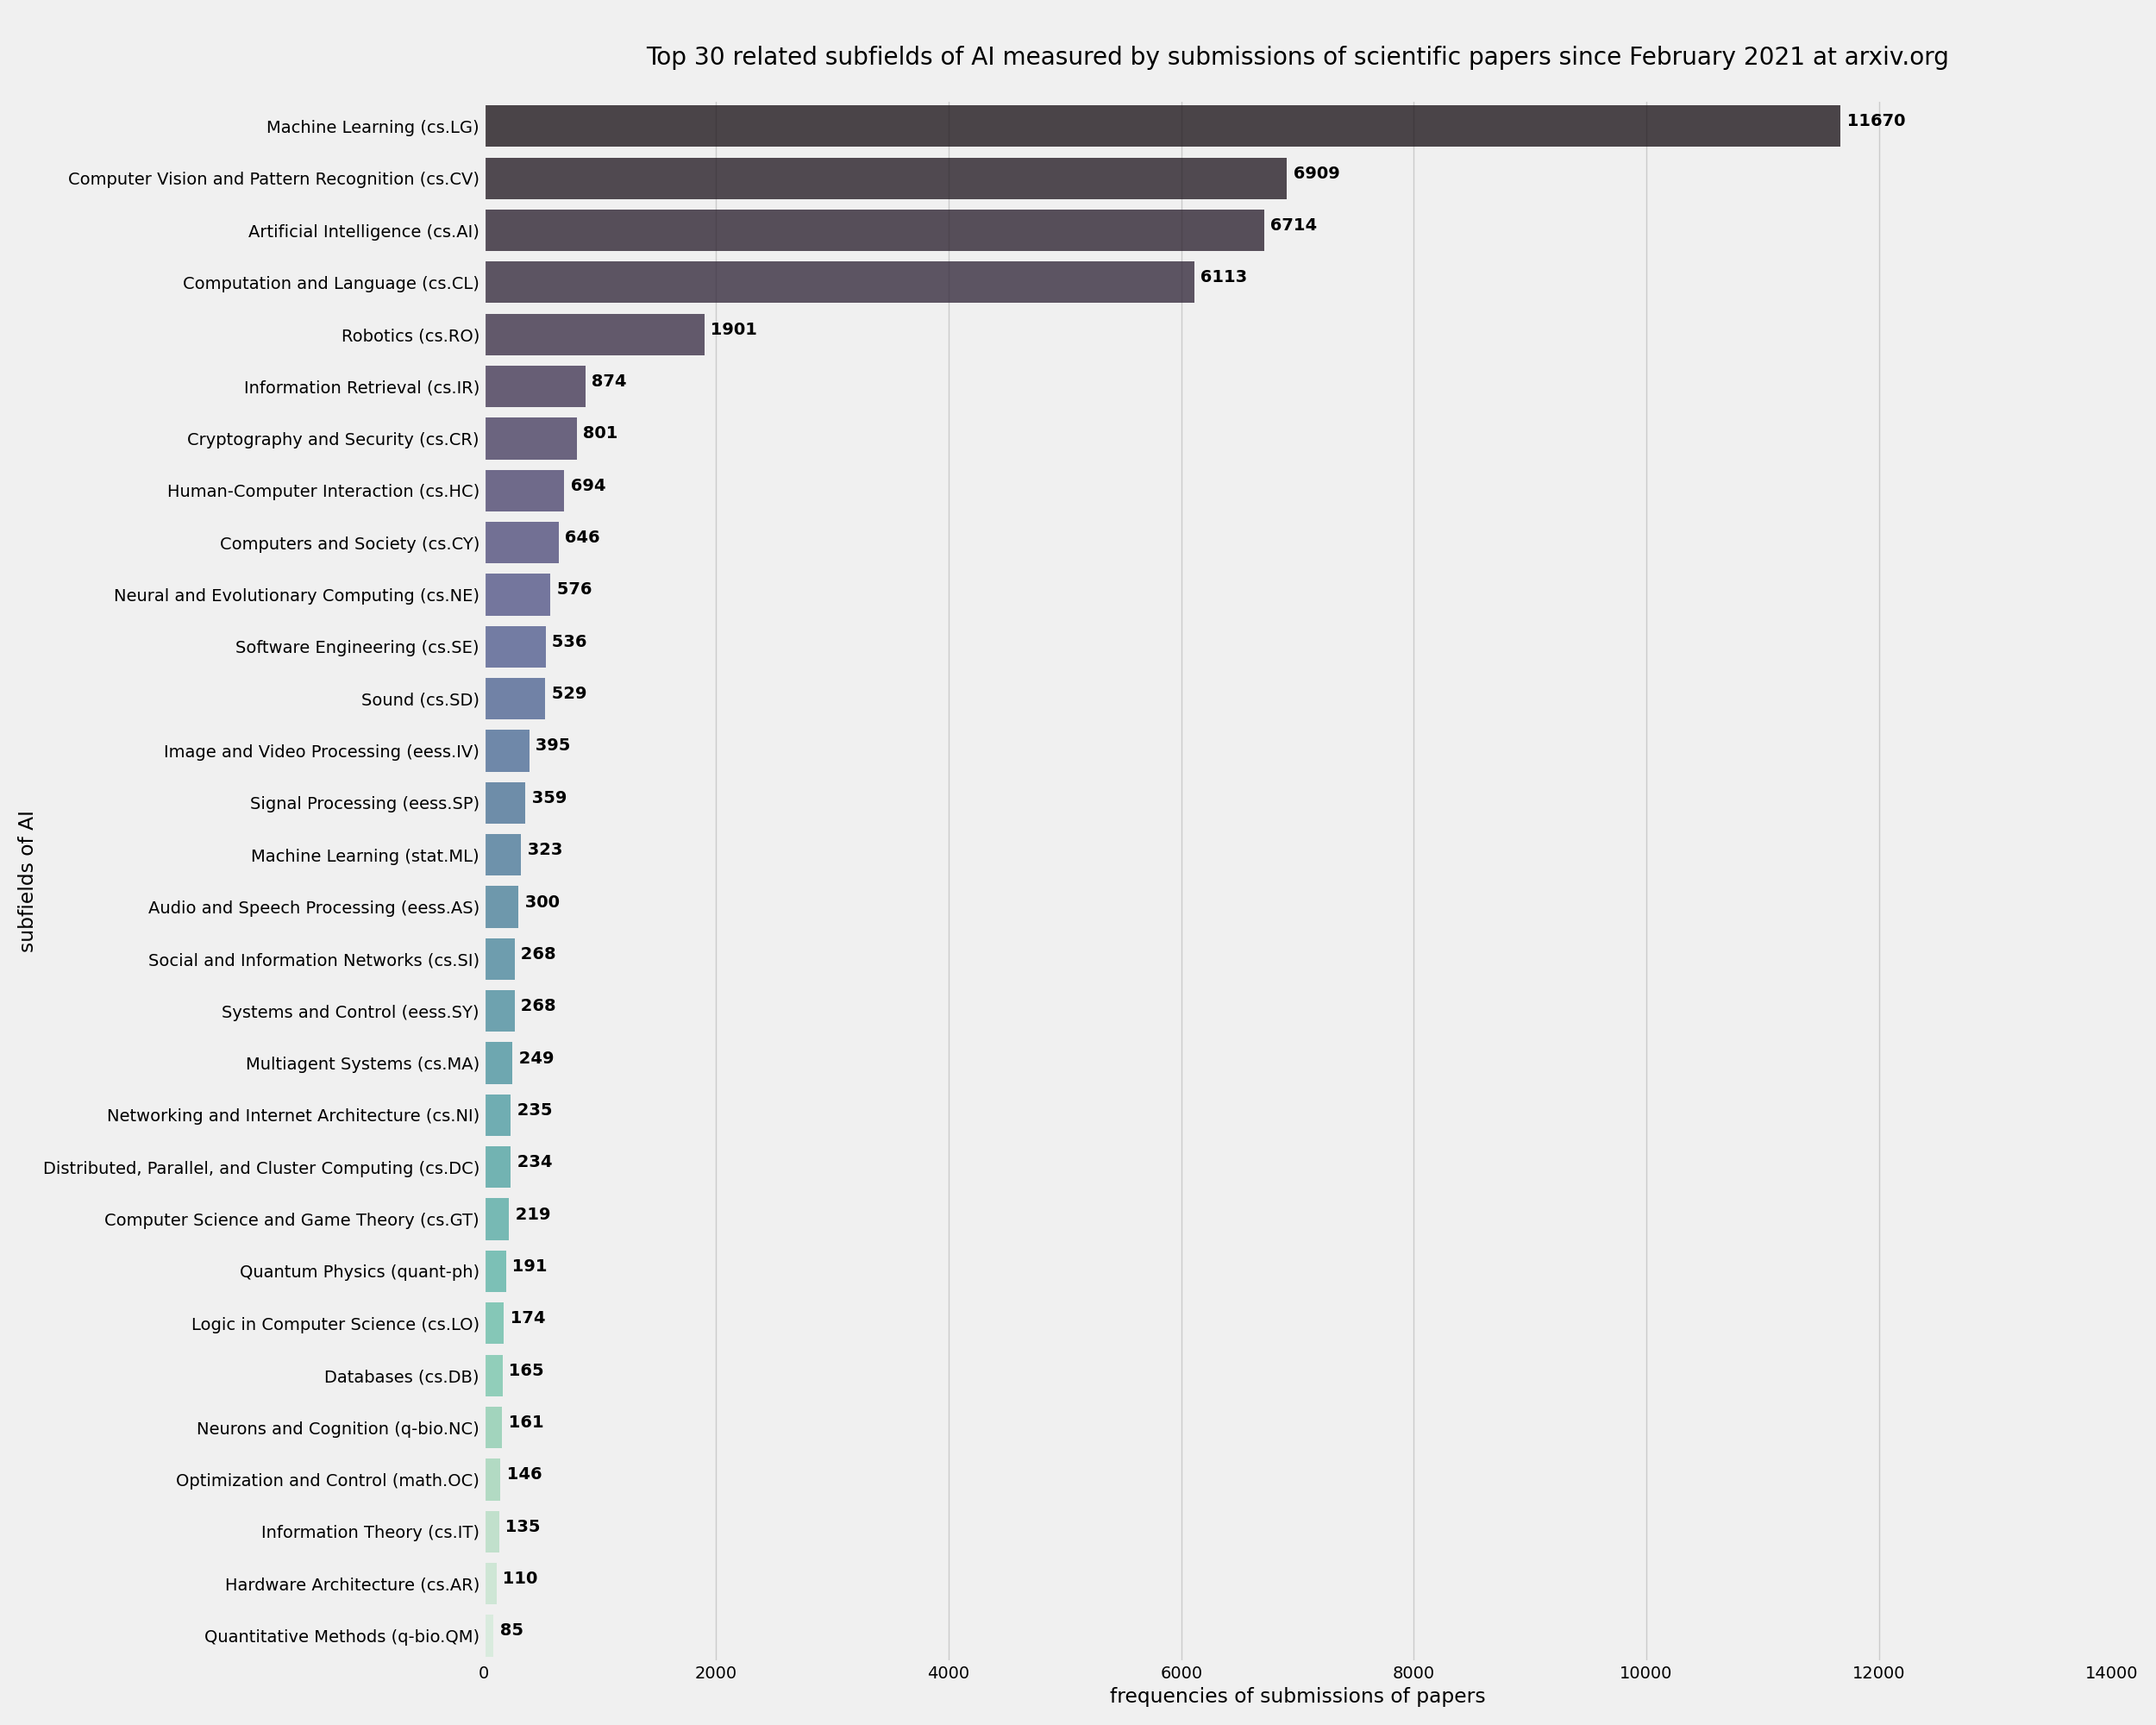 Top 30 related subfields of AI measured by submissions of scientific papers since February 2021 at arxiv.org
Machine Learning (cs.LG) 11670
Computer Vision and Pattern Recognition (cs.CV) 6909
Artificial Intelligence (cs.AI) 6714
Computation and Language (cs.CL) 6113
Robotics (cs.RO) 1901
Information Retrieval (cs.IR) 874
Cryptography and Security (cs.CR) 801
Human-Computer Interaction (cs.HC) 694
Computers and Society (cs.CY) 646
Neural and Evolutionary Computing (cs.NE) 576
Software Engineering (cs.SE) 536
Sound (cs.SD) 529
Image and Video Processing (eess.IV) 395
Signal Processing (eess.SP) 359
Machine Learning (stat.ML) 323
Audio and Speech Processing (eess.AS) 300
Social and Information Networks (cs.SI) 268
Systems and Control (eess.SY) 268
Multiagent Systems (cs.MA) 249
Networking and Internet Architecture (cs.NI) 235
Distributed, Parallel, and Cluster Computing (cs.DC) 234
Computer Science and Game Theory (cs.GT) 219
Quantum Physics (quant-ph) 191
Logic in Computer Science (cs.LO) 174
Databases (cs.DB) 165
Neurons and Cognition (q-bio.NC) 161
Optimization and Control (math.OC) 146
Information Theory (cs.IT) 135
Hardware Architecture (cs.AR) 110
Quantitative Methods (q-bio.QM) 85
subfields of AI
0 2000 4000 6000 8000 10000 12000 14000
frequencies of submissions of papers